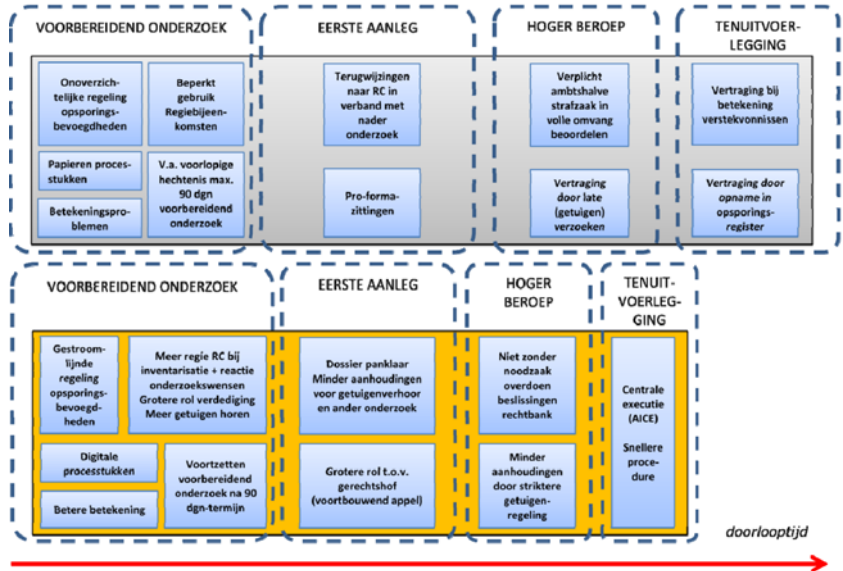 VOORBEREIDEND ONDERZOEK
Onoverzich-
telijke regeling
opsporings-
bevoegdheden
Beperkt
gebruik
Regiebijeen-
komsten
Papieren proces-
stukken
V.a. voorlopige
hechtenis max.
90 dgn
voorbereidend
onderzoek
Betekeningspro-
blemen
EERSTE AANLEG
Terugwijzingen
naar RC in
verband met
nader
onderzoek
Pro-forma-
zittingen
HOGER BEROEP
Verplicht
ambtshalve
strafzaak in
volle omvang
beoordelen
Vertraging
door late
(getuigen)
verzoeken
TENUITVOER-
LEGGING
Vertraging bij
betekening
verstekvonnissen
Vertraging door
opname in
opsporings-
register
VOORBEREIDEND ONDERZOEK
Gestroom-
lijnde
regeling
opsporings-
bevoegd-
heden
Meer regie RC bij
inventarisatie + reactie
onderzoekswensen
Grotere rol verdediging
Meer getuigen horen
Digitale
processtukken
Voortzetten
voorbereidend
onderzoek na 90
dgn-termijn
Betere betekening
EERSTE AANLEG
Dossier panklaar
Minder aanhoudingen
voor getuigenverhoor
en ander onderzoek
Grotere rol t.o.v.
gerechtshof
(voortbouwend appel)
HOGER
BEROEP
Niet zonder
noodzaak
overdoen
beslissingen
rechtbank
Minder
aanhoudingen
door striktere
getuigen-
regeling
TENUIT-
VOERLEG-
GING
Centrale
executie
(AICE)
Snellere
proce-
dure
doorlooptijd